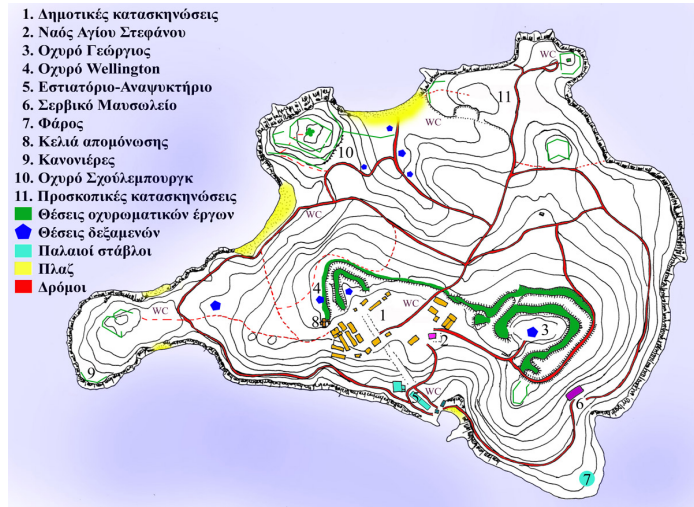 1. Δημοτικές κατασκηνώσεις
2. Ναός Αγίου Στεφάνου
3. Οχυρό Γεώργιος
4. Οχυρό Wellington
5. Εστιατόριο-Αναψυκτήριο
6. Σερβικό Μαυσωλείο
7. Φάρος
8. Κελιά απομόνωσης
9. Κανονιέρες
10. Οχυρό Σχούλεμπουργκ
11. Προσκοπικές κατασκηνώσεις
Θέσεις οχυρωματικών έργων
Θέσεις δεξαμενών
Παλαιοί στάβλοι
Πλαζ
Δρόμοι
WC
11
WC
10
WC
4
WC
1
WC
8
2
3
9
WC
5
6
7